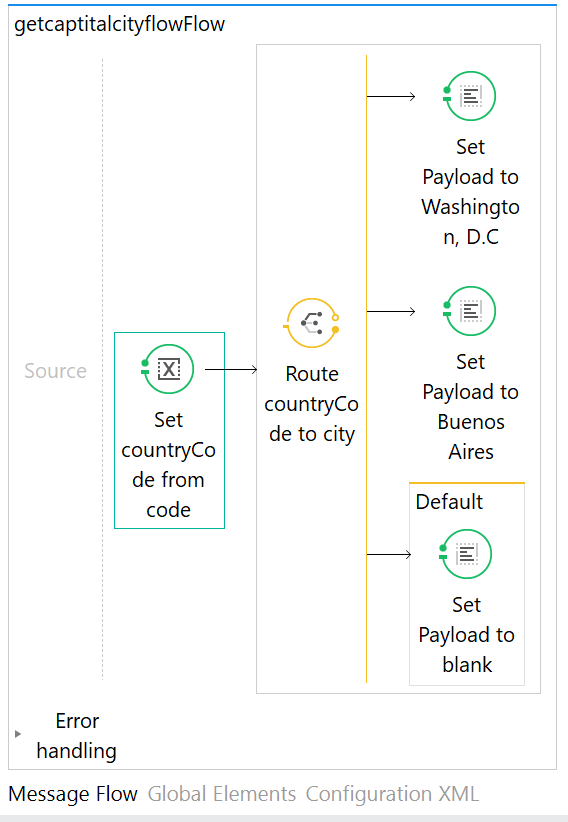 getcaptitalcityflowFlow
Source
Set
countryCo
de from
code
Route
countryCo
de to city
Set
Payload to
Washingto
n, D.C
Set
Payload to
Buenos
Aires
Default
Set
Payload to
blank
Error
handling
Message Flow Global Elements Configuration XML